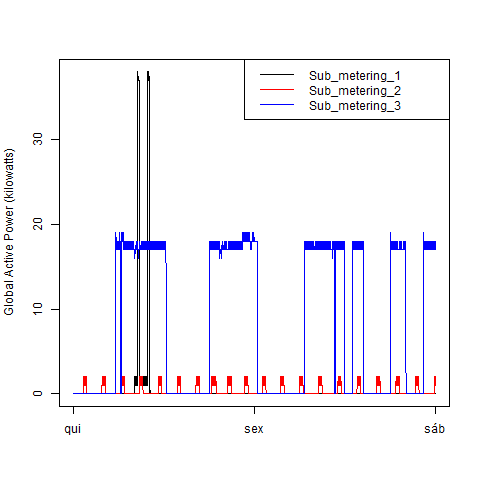 Sub_metering_1
Sub_metering_2
Sub_metering_3
Global Active Power (kilowatts)
30
20
10
0
qui
sex
sáb